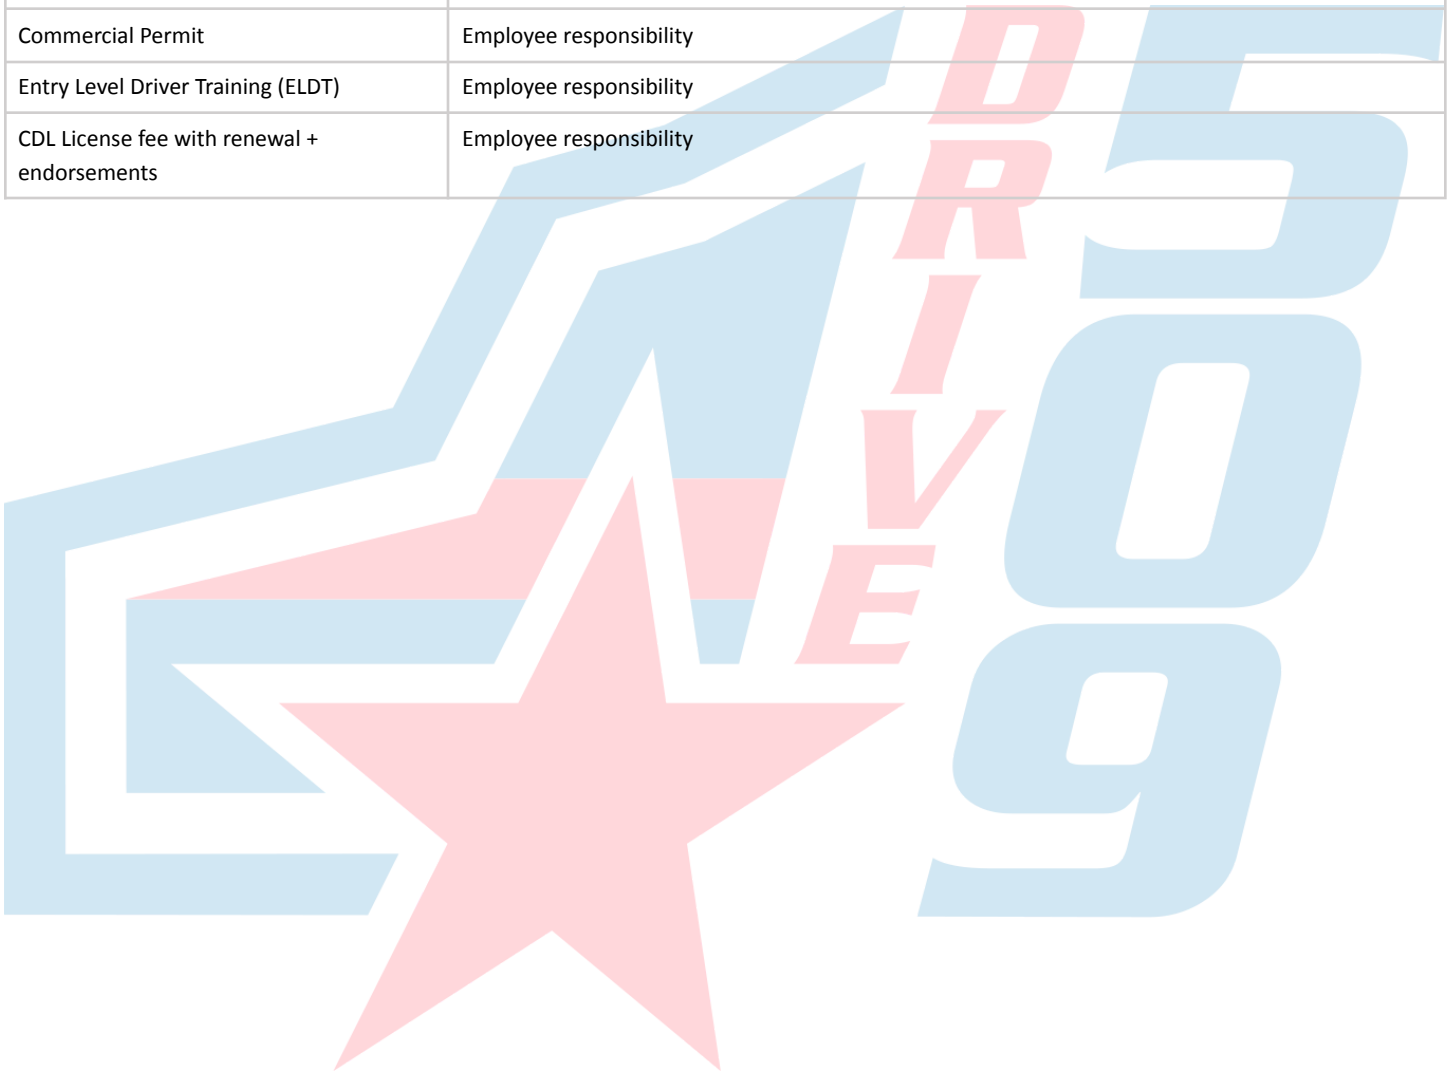 Commercial Permit Employee responsibility
Entry Level Driver Training (ELDT) Employee responsibility
CDL License fee with renewal + Employee responsibility
endorsements
DRIVE
509